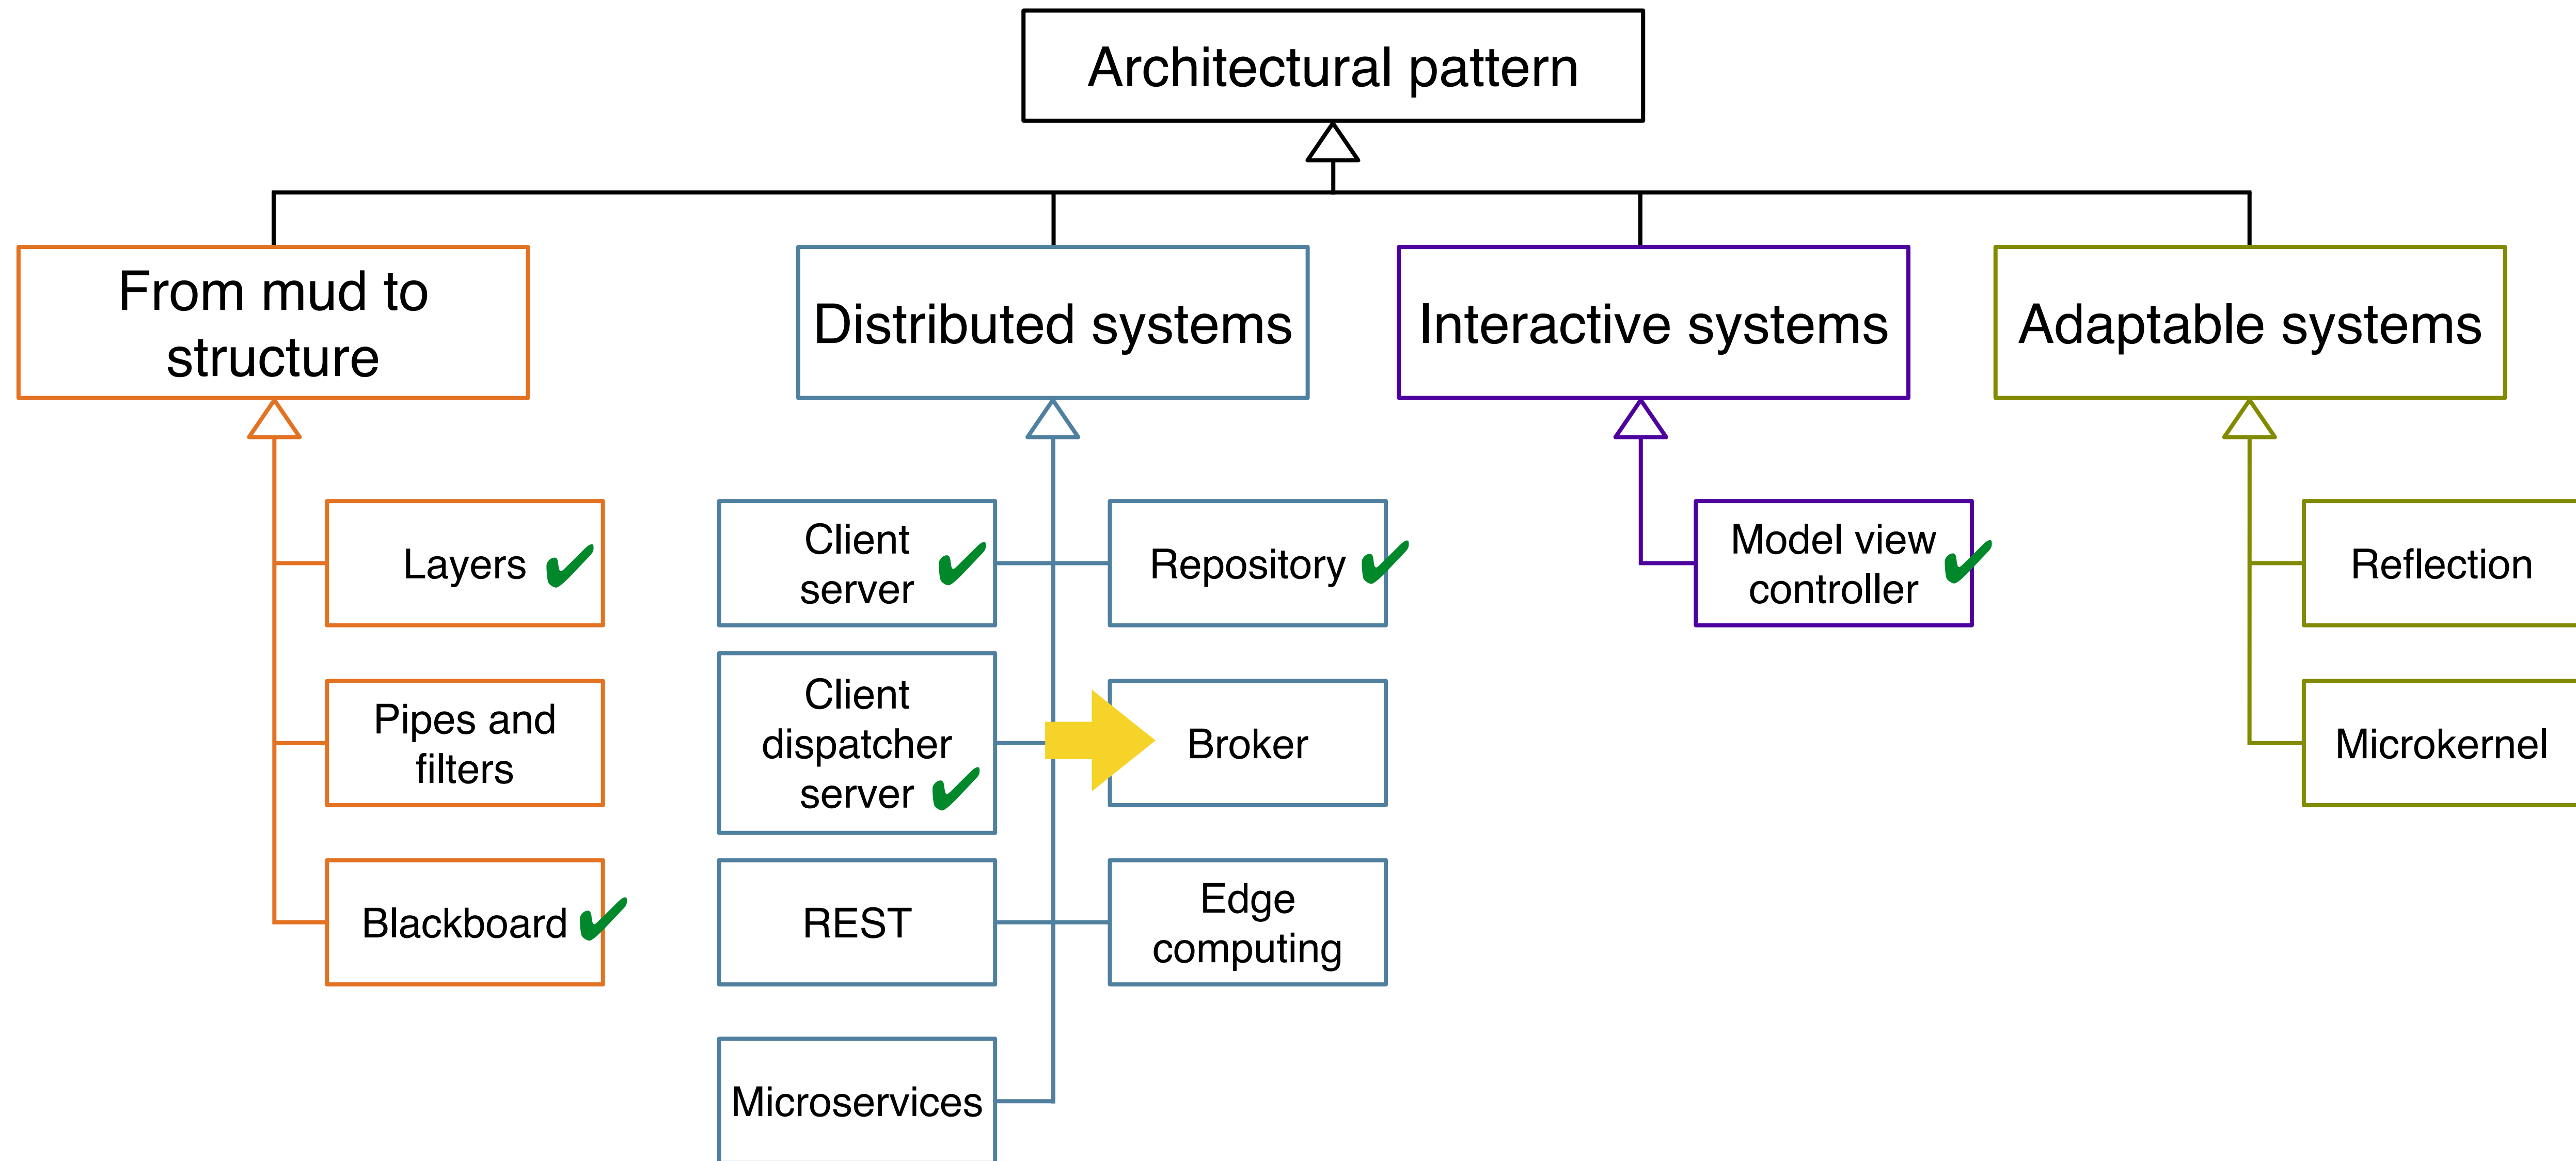 Architectural pattern
From mud to
structure
Distributed systems
Interactive systems
Adaptable systems
Layers
Pipes and
filters
Blackboard
Client
server
Client
dispatcher
server
REST
Microservices
Repository
Broker
Edge
computing
Model view
controller
Reflection
Microkernel